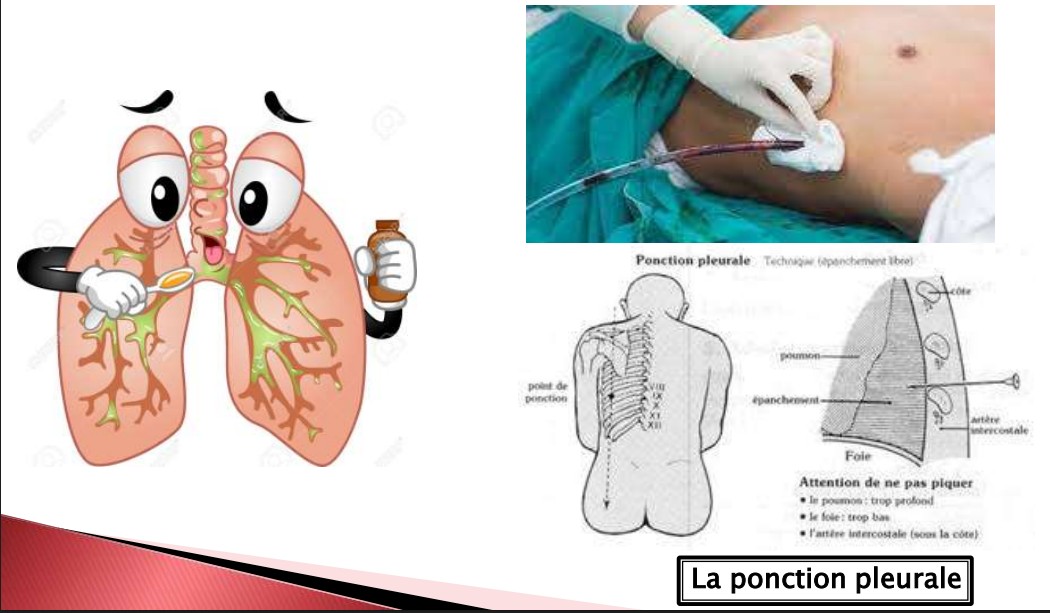 Ponction pleurale Technique (épanchement libre)
côte
poumon
point de
ponction
VIII
IX
X
XI
XII
épanchement
artère
intercostale
Foie
Attention de ne pas piquer
• le poumon : trop profond
• le foie : trop bas
• l'artère intercostale (sous la côte)
La ponction pleurale